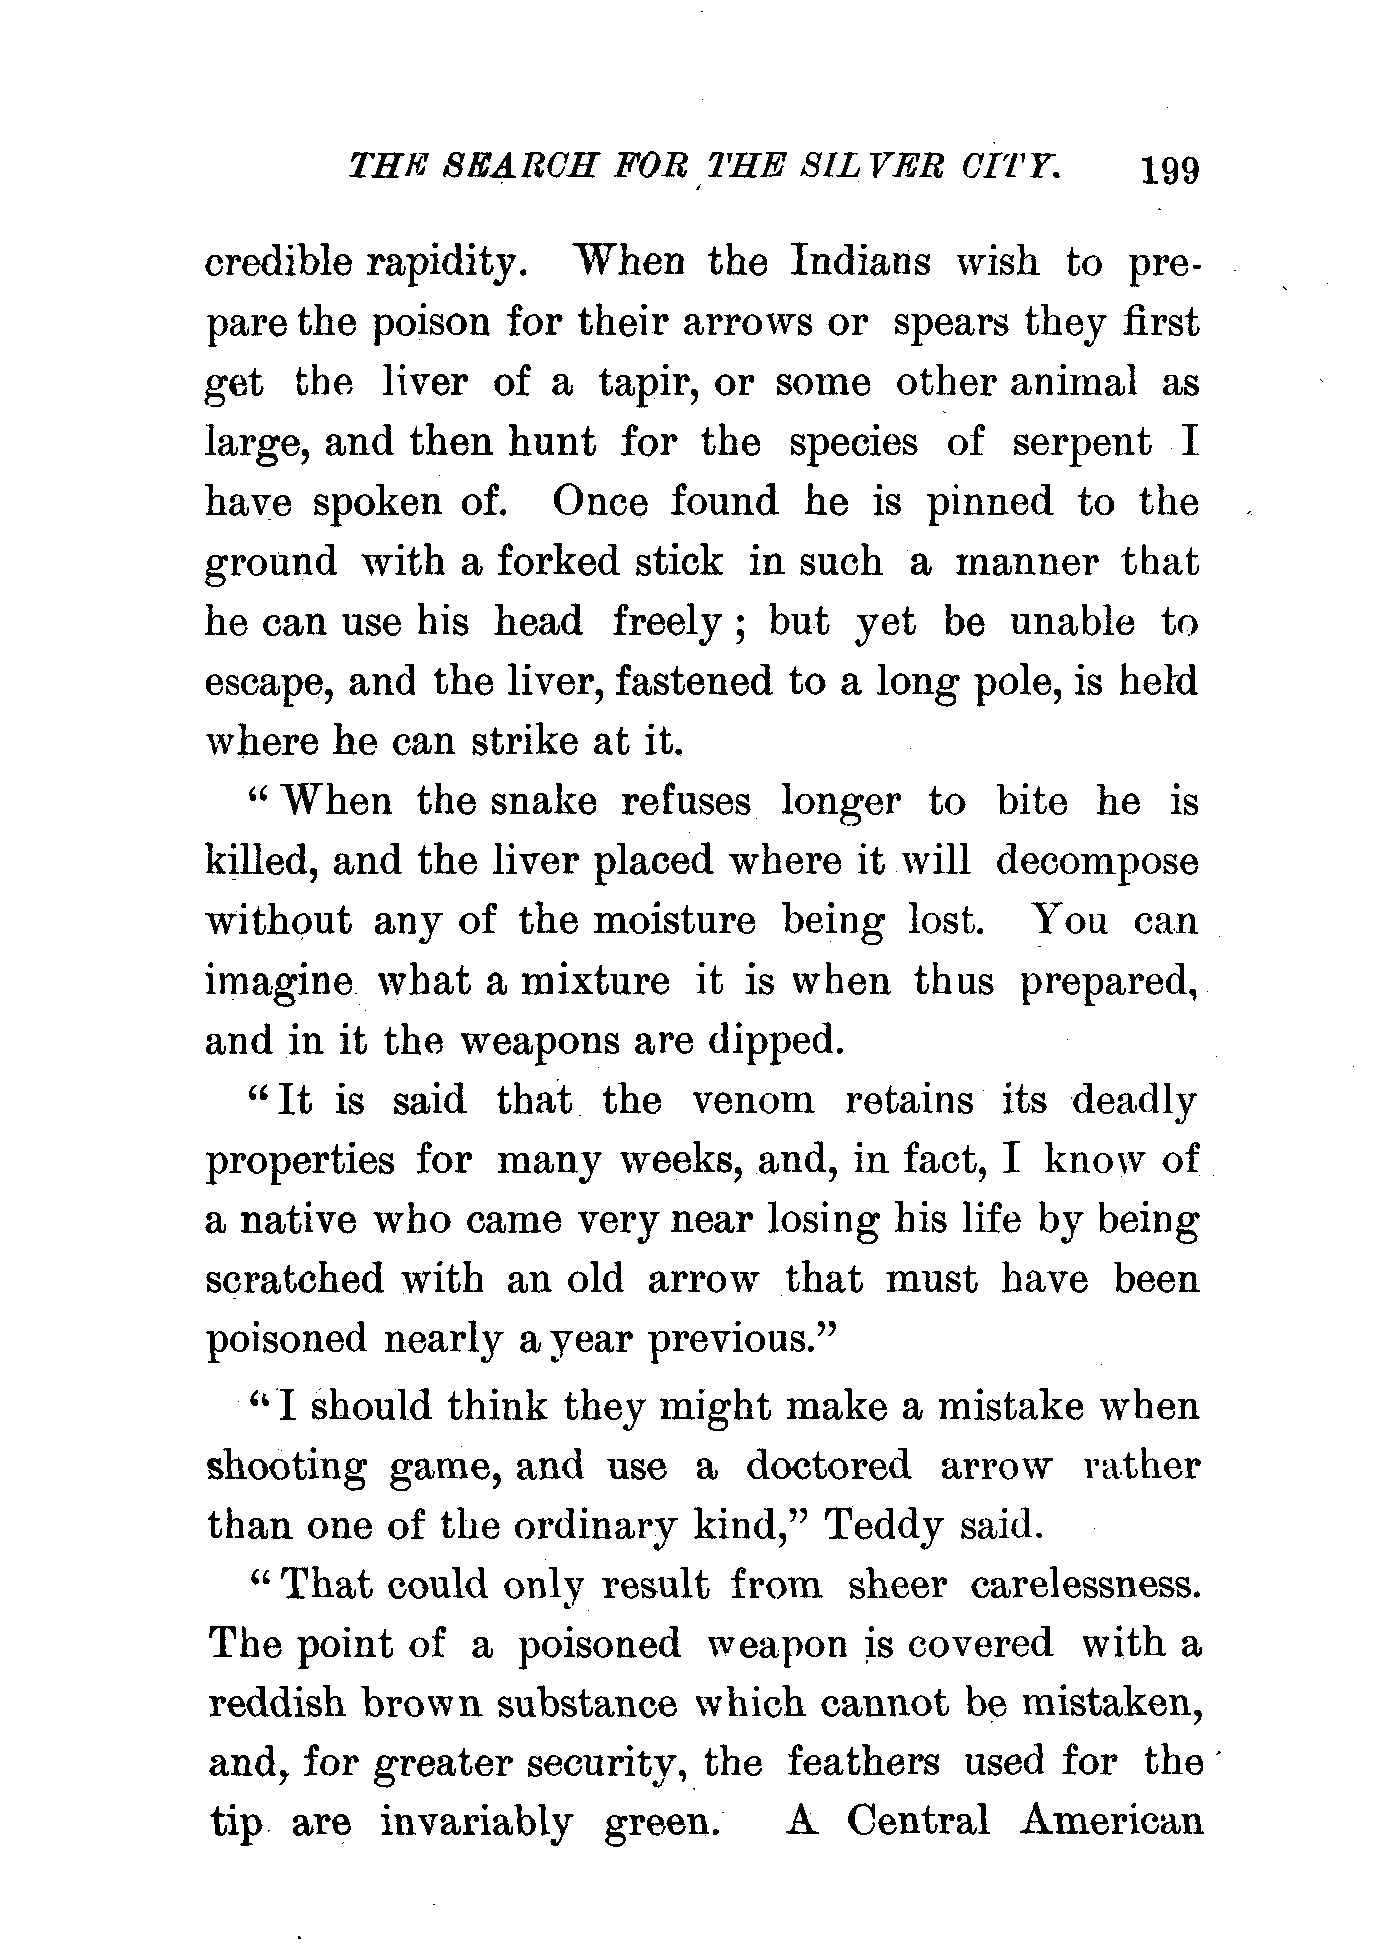 THE SEARCH FOR THE SILVER CITY. 199
credible rapidity. When the Indians wish to pre-
pare the poison for their arrows or spears they first
get the liver of a tapir, or some other animal as
large, and then hunt for the species of serpent I
have spoken of. Once found he is pinned to the
ground with a forked stick in such a manner that
he can use his head freely ; but yet be unable to
escape, and the liver, fastened to a long pole, is held
where he can strike at it.
“ When the snake refuses longer to bite he is
killed, and the liver placed where it will decompose
without any of the moisture being lost. You can
imagine what a mixture it is when thus prepared,
and in it the weapons are dipped.
“ It is said that the venom retains its deadly
properties for many weeks, and, in fact, I know of
a native who came very near losing his life by being
scratched with an old arrow that must have been
poisoned nearly a year previous.”
“ I should think they might make a mistake when
shooting game, and use a doctored arrow rather
than one of the ordinary kind,” Teddy said.
“ That could only result from sheer carelessness.
The point of a poisoned weapon is covered with a
reddish brown substance which cannot be mistaken,
and, for greater security, the feathers used for the
tip are invariably green. A Central American